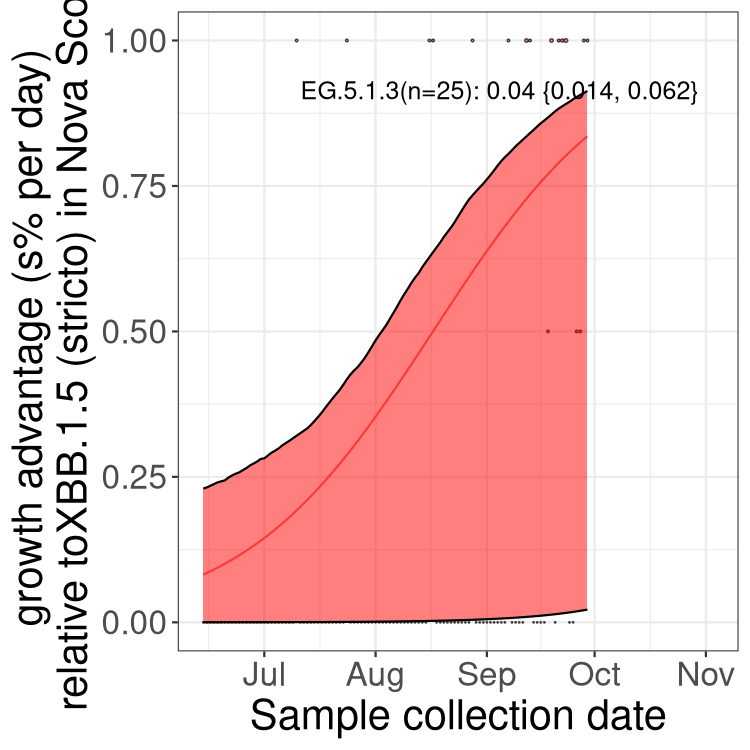 growth advantage (s% per day)
relative toXBB.1.5 (stricto) in Nova Sco
1.00
0.75
0.50
0.25
0.00
EG.5.1.3(n=25): 0.04 {0.014, 0.062}
Jul Aug Sep Oct Nov
Sample collection date